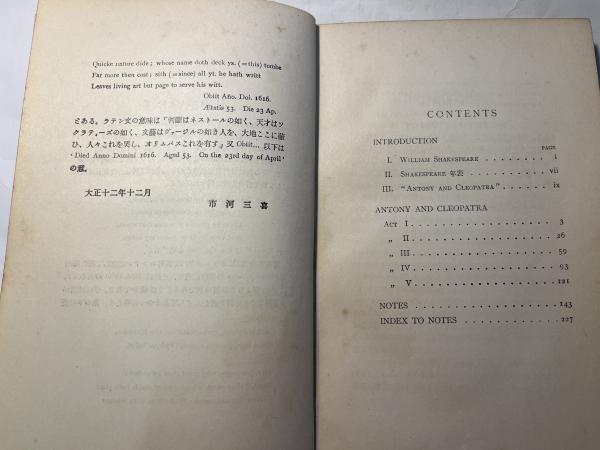 Quicke nature dide; whose name doth deck ys. (=this) tombe
Far more then cost; sith (=since) all yt. he hath writt
Leaves living art but page to serve his witt.
Obiit Año. Doi. 1616.
Ætatis 53. Die 23 Ap.
とある。ラテン文の意味は『判斷はネストールの如く、天才はソ
クラティーズの如く、文藝はヴァージルの如き人を、大地こゝに蔽
ひ、人々これを哭し、オリムパスこれを有す』又 Obiit... 以下は
‘Died Anno Domini 1616. Aged 53. On the 23rd day of April’
の意。
大正十二年十二月
市河三喜
CONTENTS
PAGE
INTRODUCTION
I. WILLIAM SHAKESPEARE . . . . . . . . i
II. SHAKESPEARE 年表 . . . . . . . . vii
III. “ANTONY AND CLEOPATRA” . . . . . . . ix
ANTONY AND CLEOPATRA
ACT I . . . . . . . . . . . . . . . 3
„ II . . . . . . . . . . . . . . . 26
„ III . . . . . . . . . . . . . . . 59
„ IV . . . . . . . . . . . . . . . 93
„ V . . . . . . . . . . . . . . . 121
NOTES . . . . . . . . . . . . . . . 143
INDEX TO NOTES . . . . . . . . . . . 227